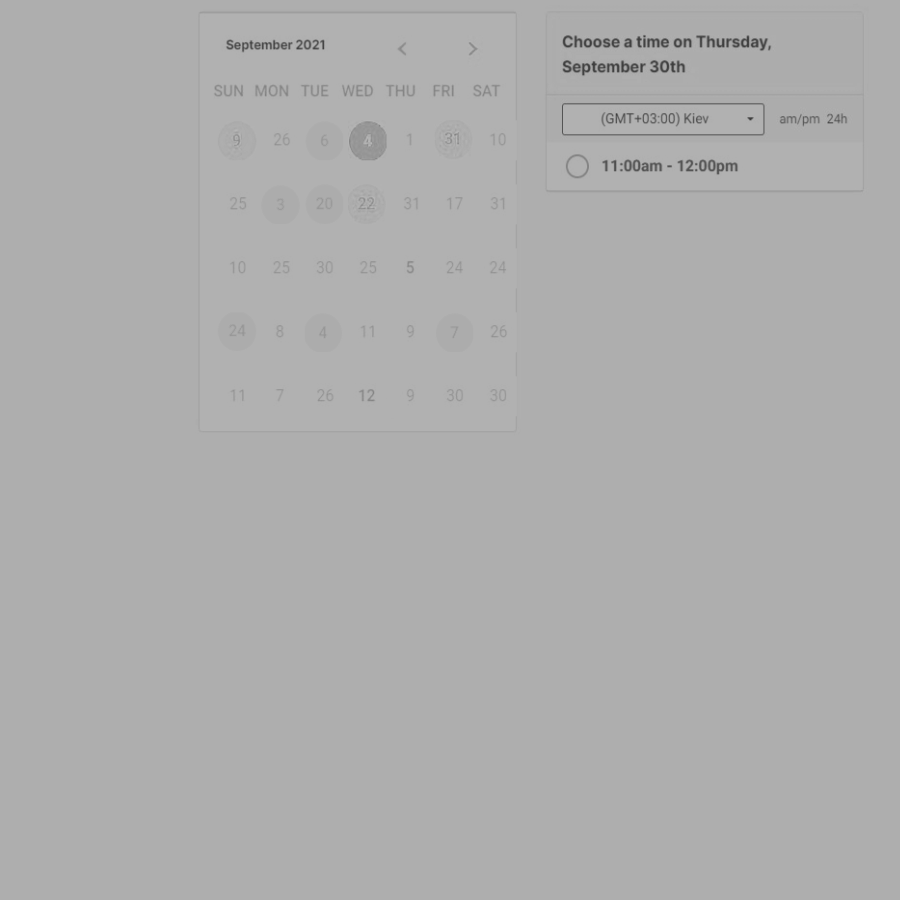 September 2021
SUN MON TUE WED THU FRI SAT
9 26 6 4 1 31 10
25 3 20 22 31 17 31
10 25 30 25 5 24 24
24 8 4 11 9 7 26
11 7 26 12 9 30 30
Choose a time on Thursday,
September 30th
(GMT+03:00) Kiev am/pm 24h
11:00am - 12:00pm